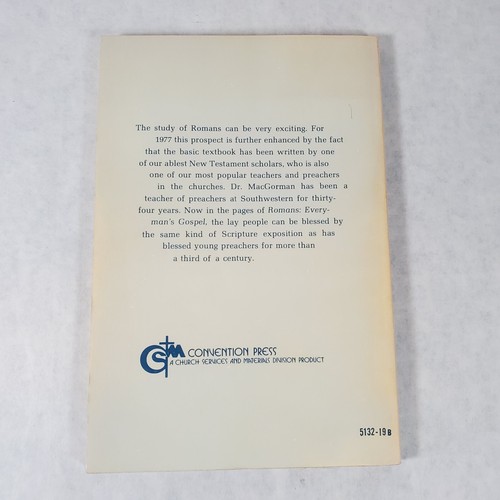 The study of Romans can be very exciting. For
1977 this prospect is further enhanced by the fact
that the basic textbook has been written by one
of our ablest New Testament scholars, who is also
one of our most popular teachers and preachers
in the churches. Dr. MacGorman has been a
teacher of preachers at Southwestern for thirty-
four years. Now in the pages of Romans: Every-
man's Gospel, the lay people can be blessed by
the same kind of Scripture exposition as has
blessed young preachers for more than
a third of a century.
CSM CONVENTION PRESS
A CHURCH SERVICES AND MATERIALS DIVISION PRODUCT
5132-19B